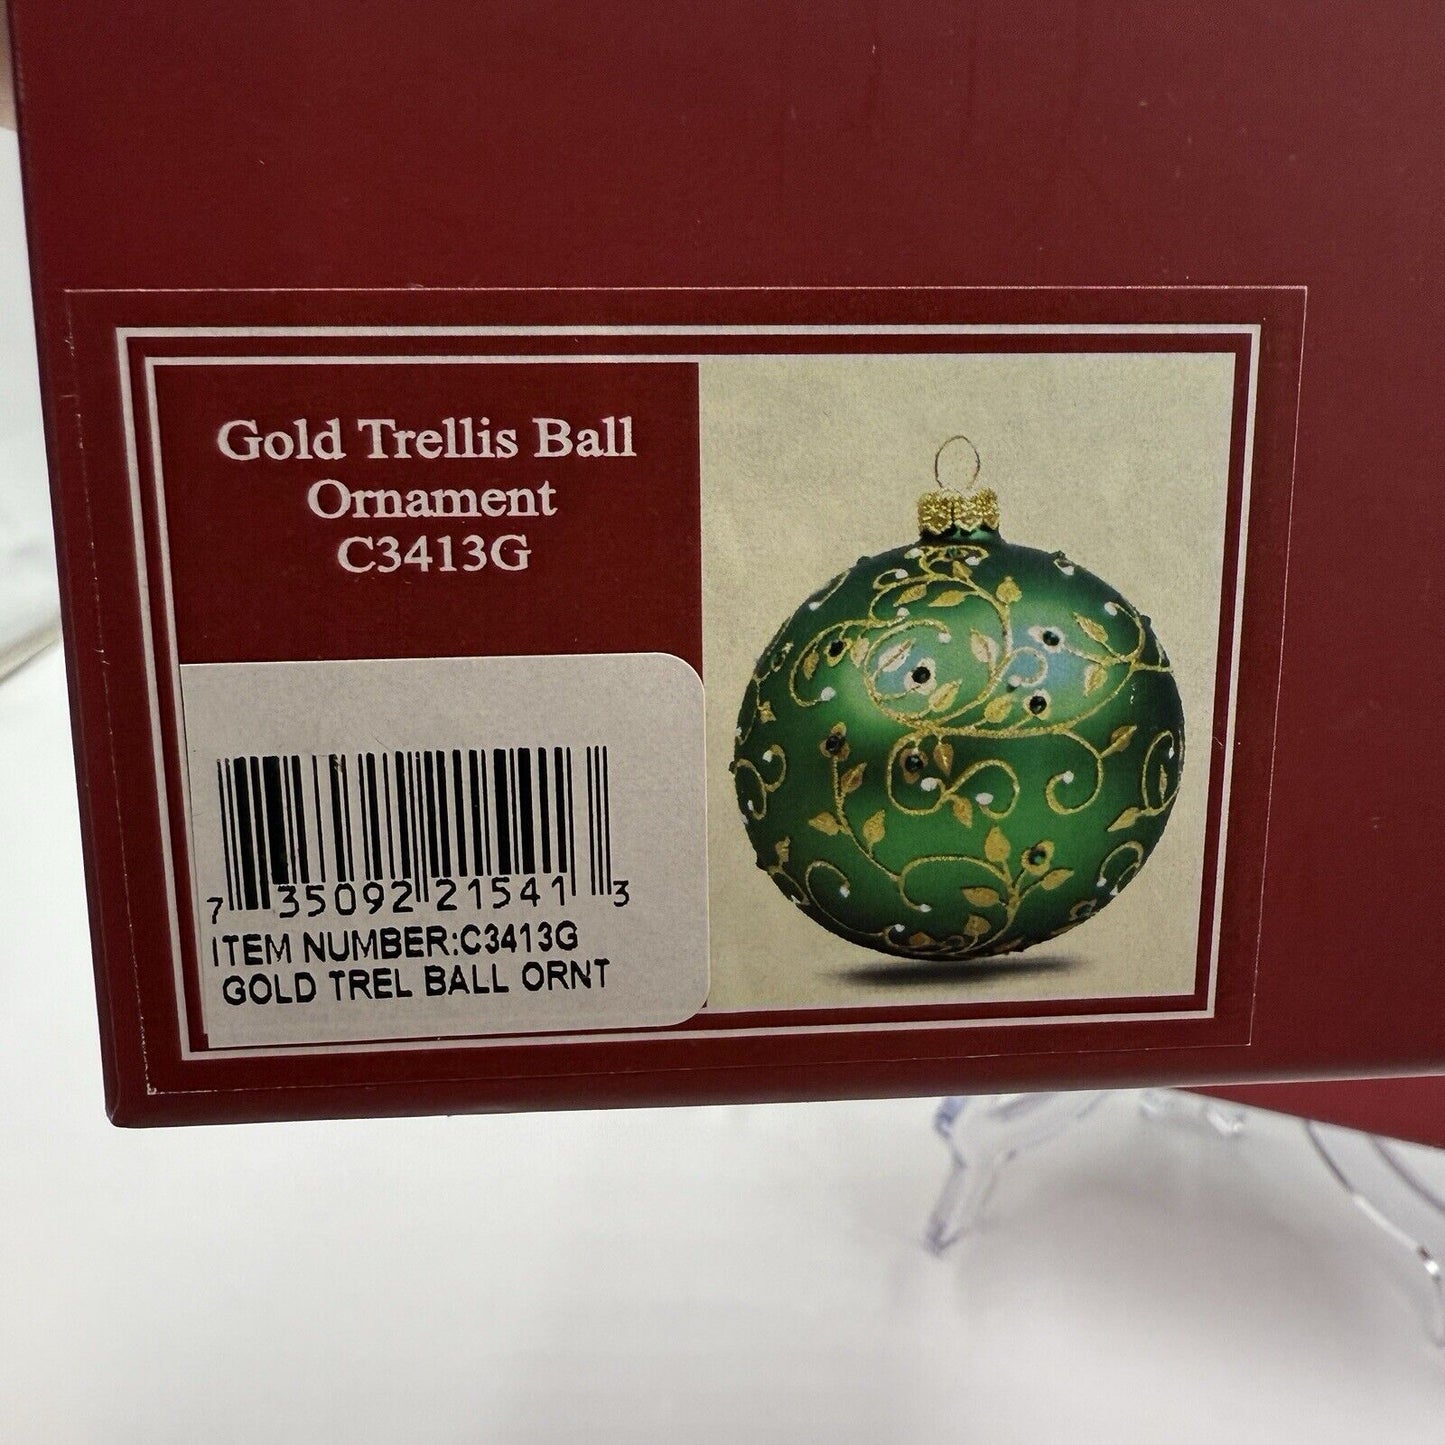 Gold Trellis Ball
Ornament
C3413G
7 35092 21541 3
ITEM NUMBER:C3413G
GOLD TREL BALL ORNT